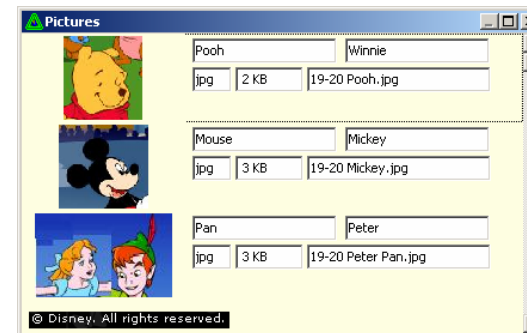 Pictures
Pooh Winnie
jpg 2 KB 19-20 Pooh.jpg
Mouse Mickey
jpg 3 KB 19-20 Mickey.jpg
Pan Peter
jpg 3 KB 19-20 Peter Pan.jpg
© Disney. All rights reserved.